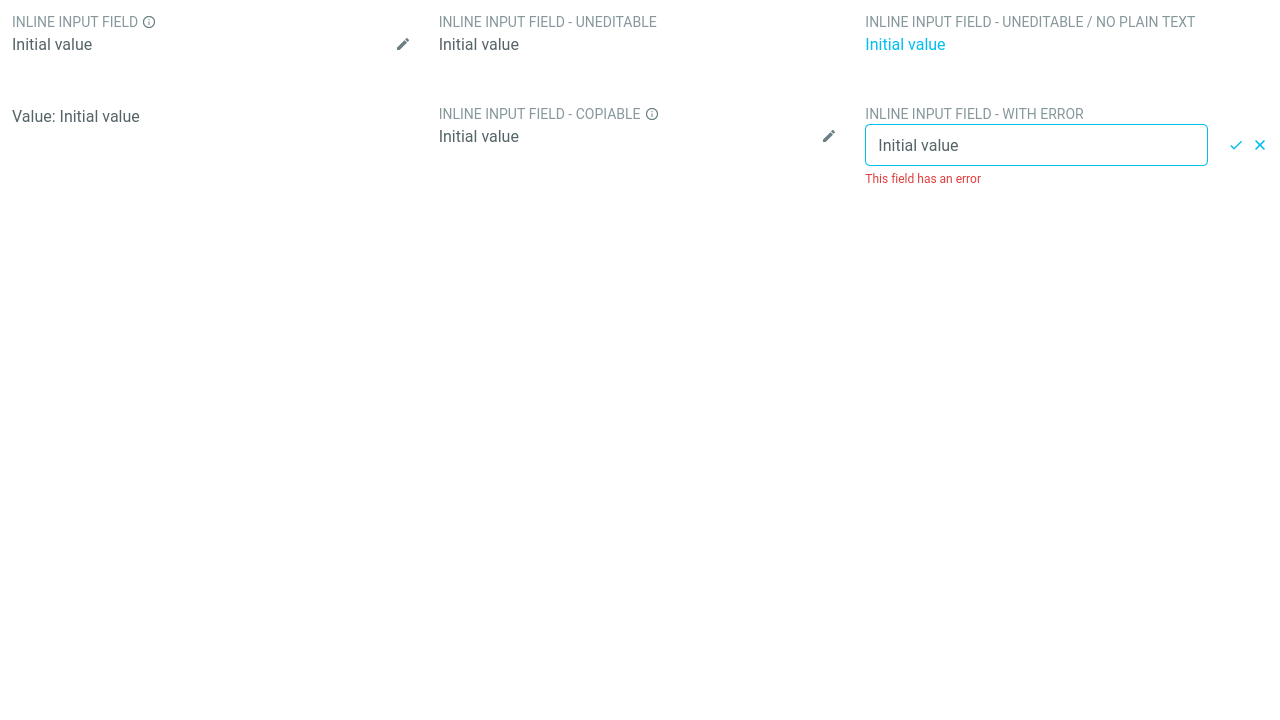 INLINE INPUT FIELD
Initial value
INLINE INPUT FIELD - UNEDITABLE
Initial value
INLINE INPUT FIELD - UNEDITABLE / NO PLAIN TEXT
Initial value
Value: Initial value
INLINE INPUT FIELD - COPIABLE
Initial value
INLINE INPUT FIELD - WITH ERROR
Initial value
This field has an error